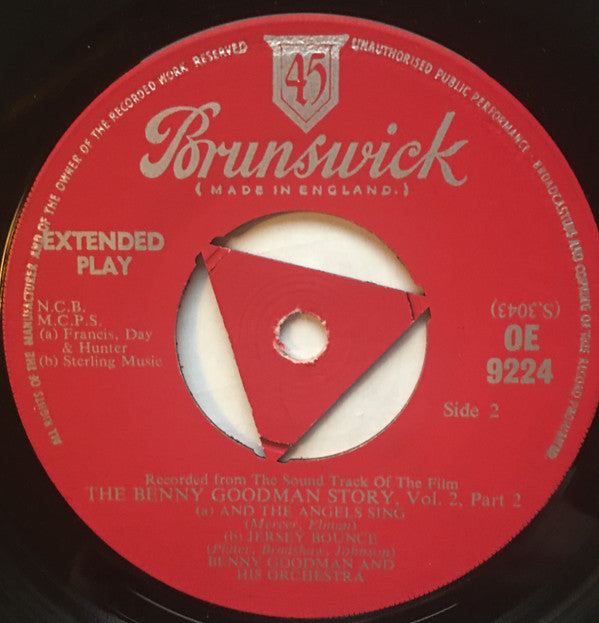 ALL RIGHTS OF THE MANUFACTURER AND OF THE OWNER OF THE RECORDED WORK RESERVED
UNAUTHORISED PUBLIC PERFORMANCE · BROADCASTING AND COPYING OF THIS RECORD PROHIBITED.
45
Brunswick
( MADE IN ENGLAND. )
EXTENDED
PLAY
N.C.B.
M.C.P.S.
(a) Francis, Day
& Hunter
(b) Sterling Music
(S.3043)
OE
9224
Side 2
Recorded from The Sound Track Of The Film
THE BENNY GOODMAN STORY, Vol. 2, Part 2
(a) AND THE ANGELS SING
(Mercer, Elman)
(b) JERSEY BOUNCE
(Plater, Bradshaw, Johnson)
BENNY GOODMAN AND
HIS ORCHESTRA